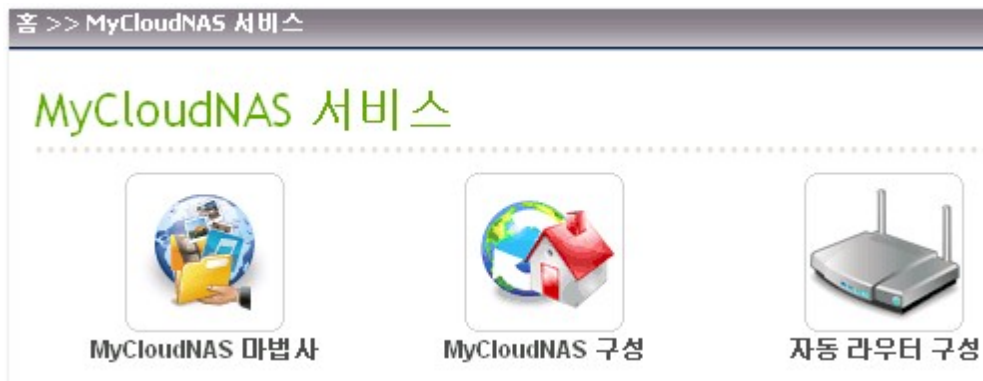 홈 >> MyCloudNAS 서비스
MyCloudNAS 서비스
MyCloudNAS 마법사
MyCloudNAS 구성
자동 라우터 구성